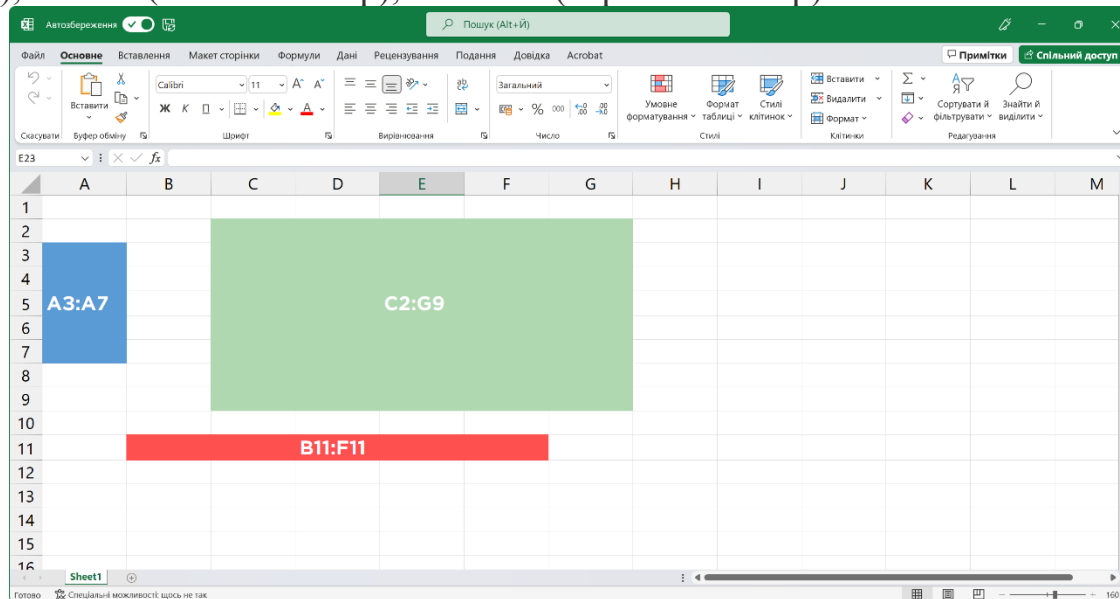 Автозбереження
Пошук (Alt+Й)
Файл Основне Вставлення Макет сторінки Формули Дані Рецензування Подання Довідка Acrobat Примітки Спільний доступ
Вставити
Calibri 11
Ж К П
Загальний
% 000
Умовне форматування
Формат таблиці
Стилі клітинок
Вставити
Видалити
Формат
Сортувати й фільтрувати
Знайти й виділити
Скасувати Буфер обміну Шрифт Вирівнювання Число Стилі Клітинки Редагування
E23 fx
A B C D E F G H I J K L M
1
2
3
4
5 A3:A7 C2:G9
6
7
8
9
10
11 B11:F11
12
13
14
15
16
Sheet1
Готово Спеціальні можливості: щось не так 160